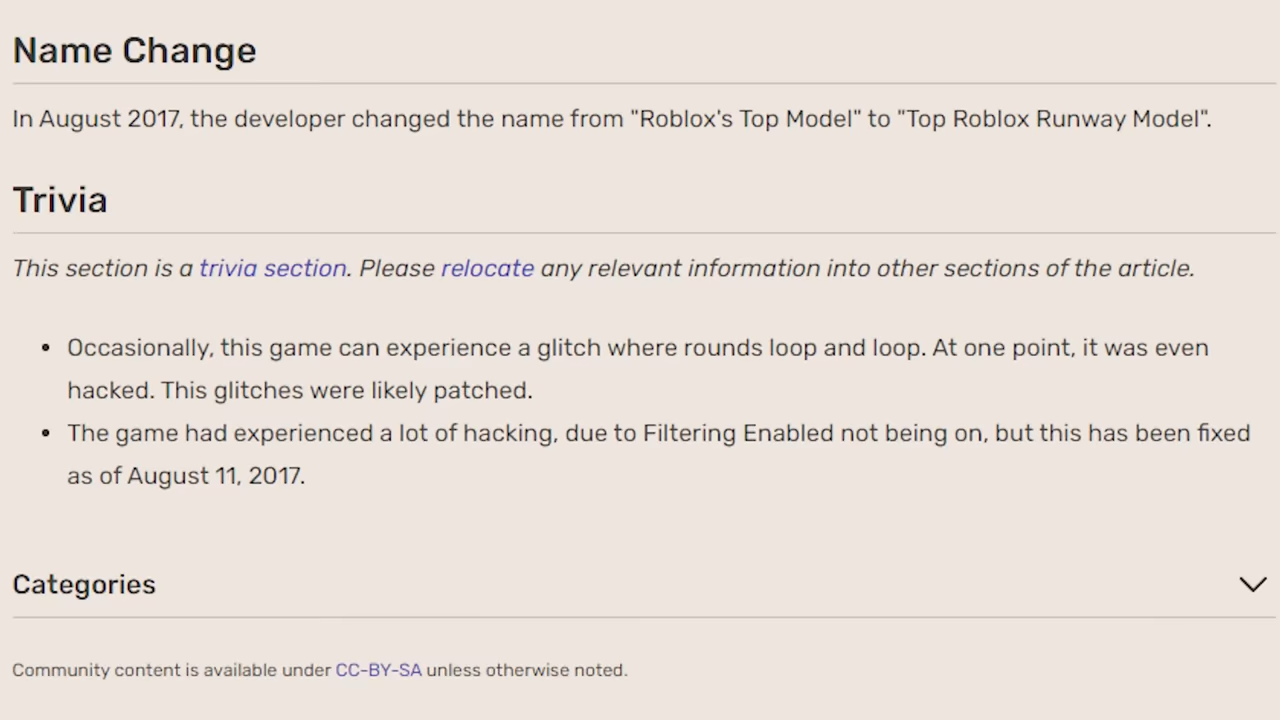 Name Change
In August 2017, the developer changed the name from "Roblox's Top Model" to "Top Roblox Runway Model".
Trivia
This section is a trivia section. Please relocate any relevant information into other sections of the article.
• Occasionally, this game can experience a glitch where rounds loop and loop. At one point, it was even
hacked. This glitches were likely patched.
• The game had experienced a lot of hacking, due to Filtering Enabled not being on, but this has been fixed
as of August 11, 2017.
Categories
Community content is available under CC-BY-SA unless otherwise noted.